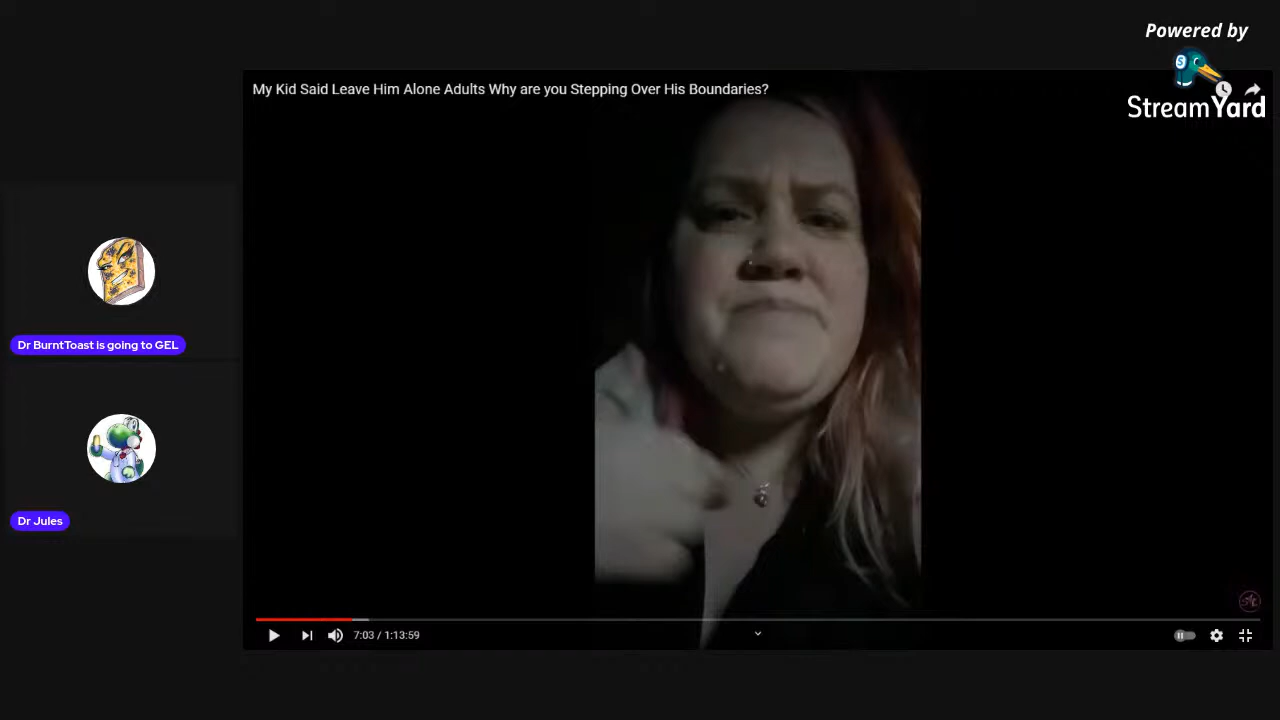 Powered by
StreamYard
My Kid Said Leave Him Alone Adults Why are you Stepping Over His Boundaries?
Dr BurntToast is going to GEL
Dr Jules
7:03 / 1:13:59